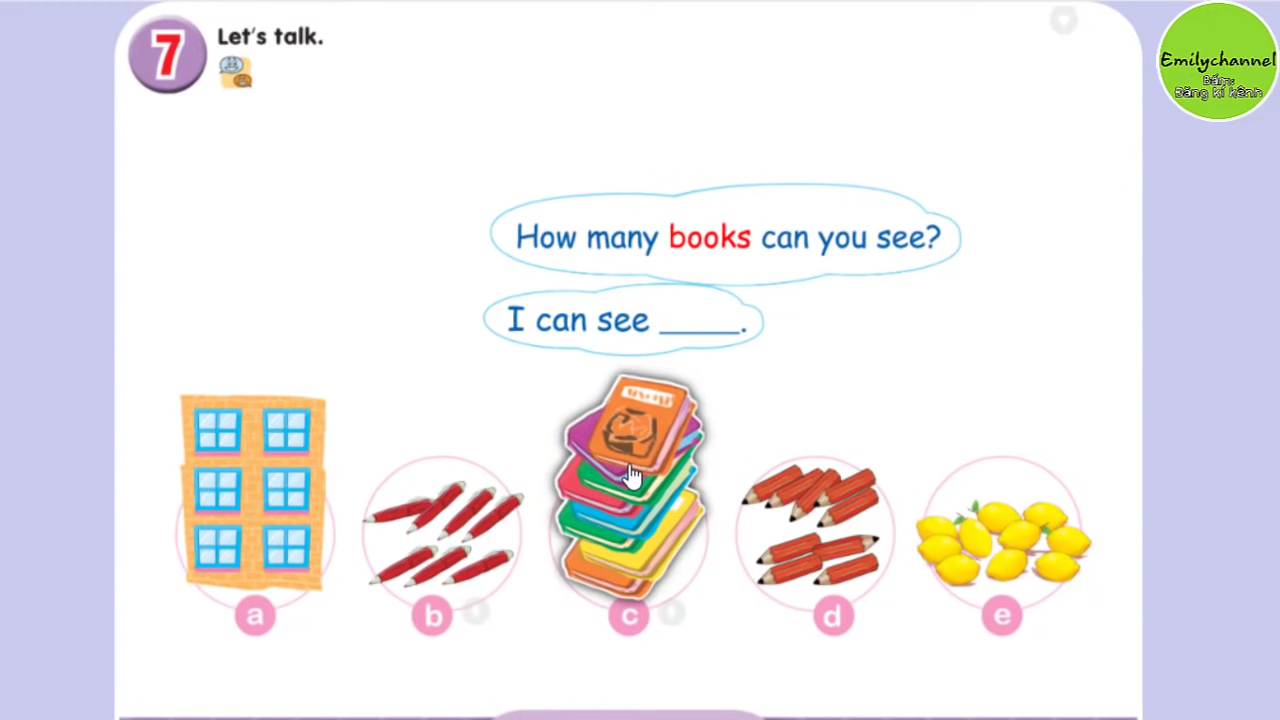 7
Let's talk.
How many books can you see?
I can see _____.
a
b
c
d
e
Emilychannel
Bấm:
Đăng kí kênh